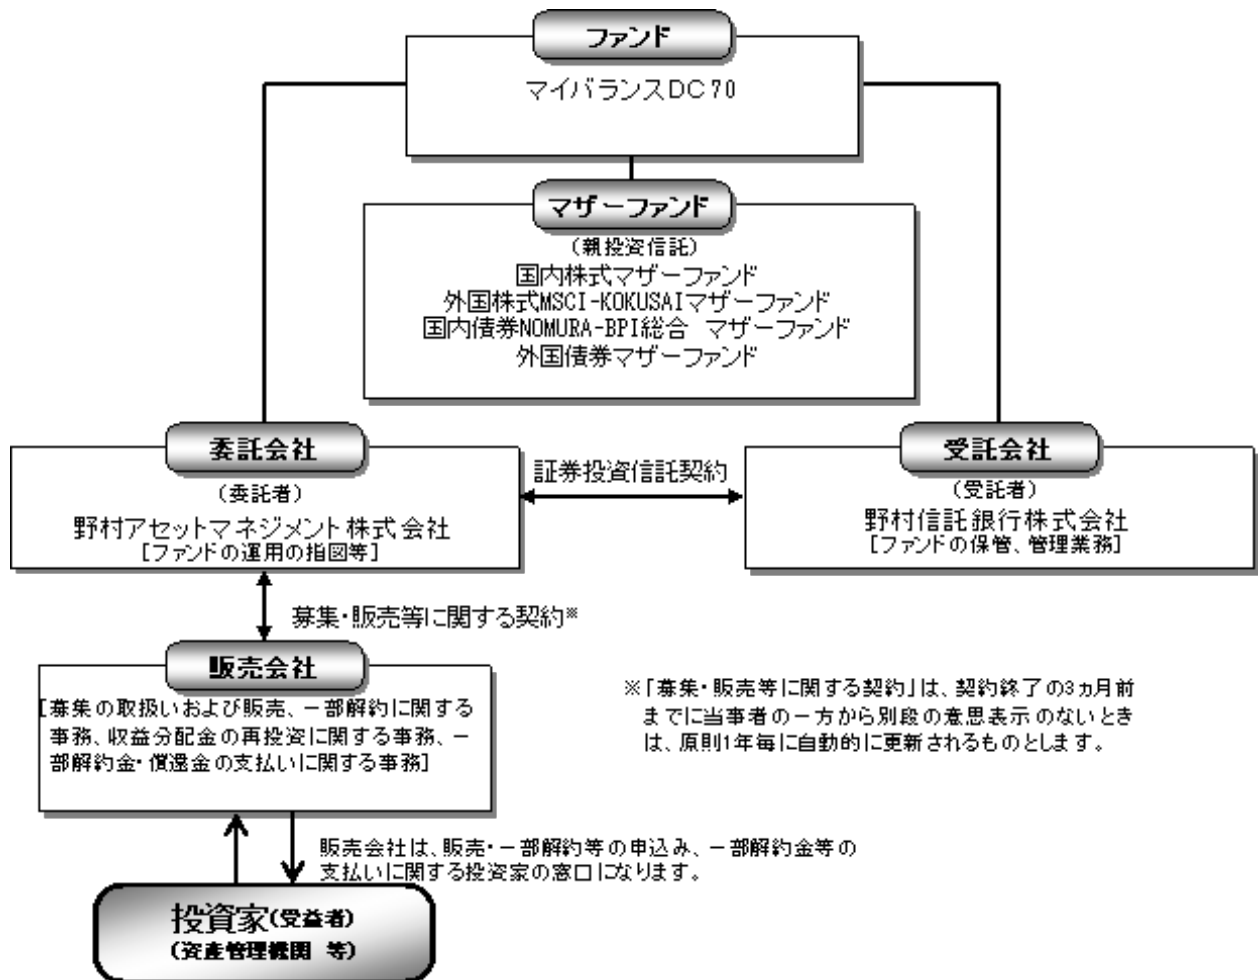 ファンド
マイバランスDC70
マザーファンド
(親投資信託)
国内株式マザーファンド
外国株式MSCI-KOKUSAIマザーファンド
国内債券NOMURA-BPI総合 マザーファンド
外国債券マザーファンド
委託会社
(委託者)
野村アセットマネジメント株式会社
[ファンドの運用の指図等]
証券投資信託契約
受託会社
(受託者)
野村信託銀行株式会社
[ファンドの保管、管理業務]
募集・販売等に関する契約※
販売会社
[募集の取扱いおよび販売、一部解約に関する
事務、収益分配金の再投資に関する事務、一
部解約金・償還金の支払いに関する事務]
※「募集・販売等に関する契約」は、契約終了の3ヵ月前
までに当事者の一方から別段の意思表示のないとき
は、原則1年毎に自動的に更新されるものとします。
販売会社は、販売・一部解約等の申込み、一部解約金等の
支払いに関する投資家の窓口になります。
投資家(受益者)
(資産管理機関 等)